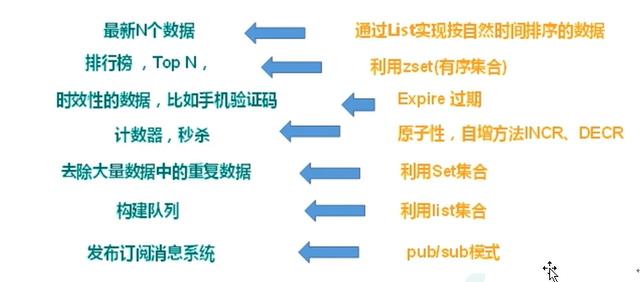 最新N个数据 通过List实现按自然时间排序的数据
排行榜，Top N， 利用zset(有序集合)
时效性的数据，比如手机验证码 Expire 过期
计数器，秒杀 原子性，自增方法INCR、DECR
去除大量数据中的重复数据 利用Set集合
构建队列 利用list集合
发布订阅消息系统 pub/sub模式